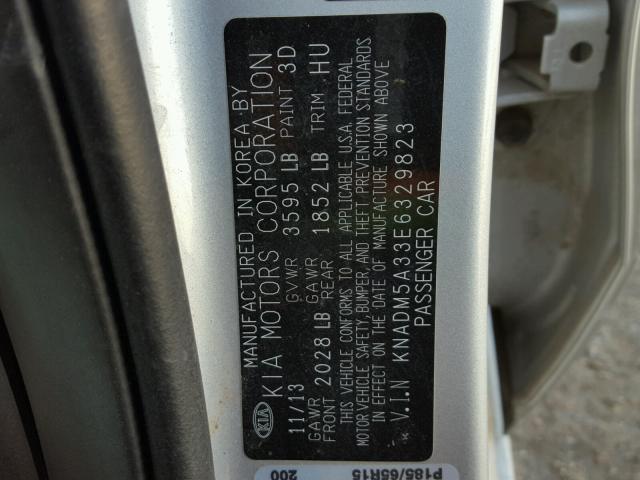 MANUFACTURED IN KOREA BY
KIA KIA MOTORS CORPORATION
11/13 GVWR 3595 LB PAINT 3D
GAWR FRONT 2028 LB GAWR REAR 1852 LB TRIM HU
THIS VEHICLE CONFORMS TO ALL APPLICABLE U.S.A. FEDERAL
MOTOR VEHICLE SAFETY, BUMPER, AND THEFT PREVENTION STANDARDS
IN EFFECT ON THE DATE OF MANUFACTURE SHOWN ABOVE
V.I.N KNADM5A33E6329823
PASSENGER CAR
P185/65R15
200